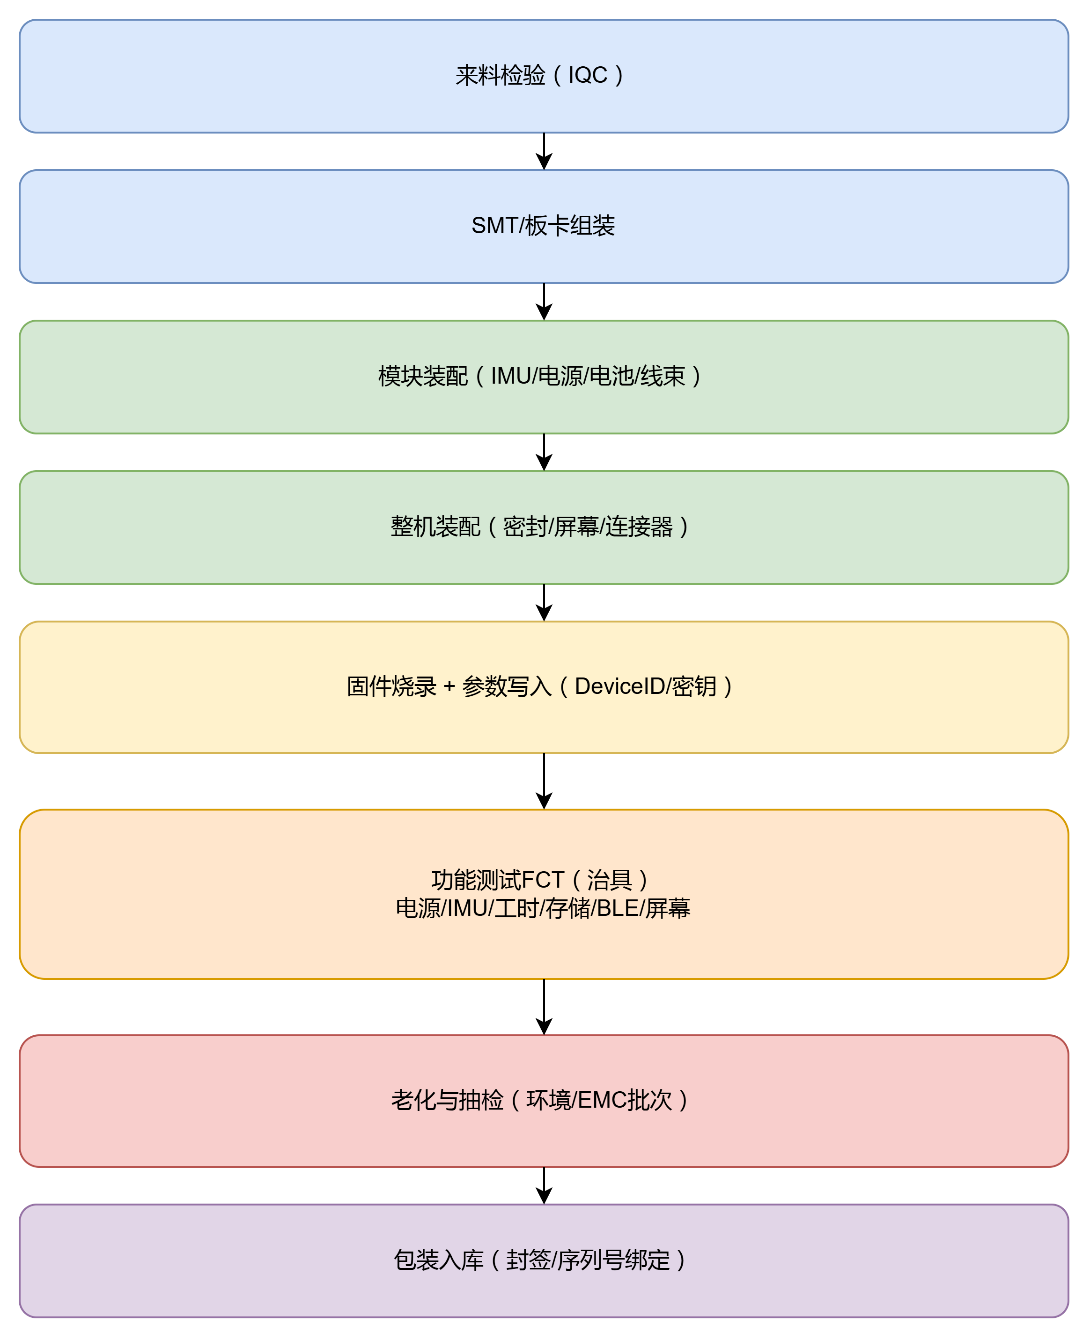 来料检验（IQC）
SMT/板卡组装
模块装配（IMU/电源/电池/线束）
整机装配（密封/屏幕/连接器）
固件烧录 + 参数写入（DeviceID/密钥）
功能测试FCT（治具）
电源/IMU/工时/存储/BLE/屏幕
老化与抽检（环境/EMC批次）
包装入库（封签/序列号绑定）